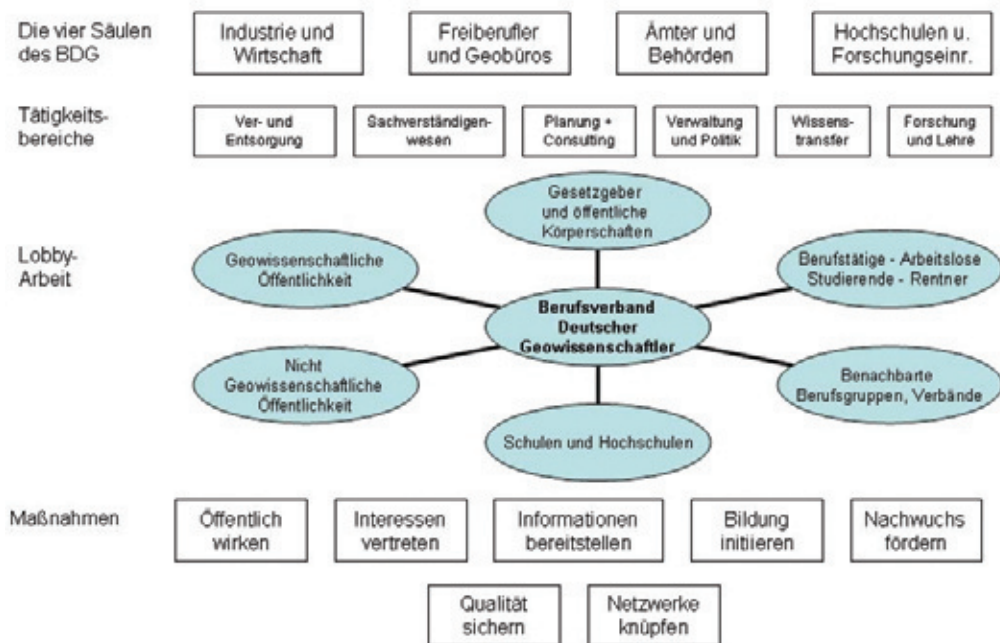 Die vier Säulen
des BDG
Industrie und
Wirtschaft
Freiberufler
und Geobüros
Ämter und
Behörden
Hochschulen u.
Forschungseinr.
Tätigkeits-
bereiche
Ver- und
Entsorgung
Sachverständigen-
wesen
Planung +
Consulting
Verwaltung
und Politik
Wissens-
transfer
Forschung
und Lehre
Lobby-
Arbeit
Gesetzgeber
und öffentliche
Körperschaften
Geowissenschaftliche
Öffentlichkeit
Berufstätige - Arbeitslose
Studierende - Rentner
Berufsverband
Deutscher
Geowissenschaftler
Nicht
Geowissenschaftliche
Öffentlichkeit
Benachbarte
Berufsgruppen, Verbände
Schulen und Hochschulen
Maßnahmen
Öffentlich
wirken
Interessen
vertreten
Informationen
bereitstellen
Bildung
initiieren
Nachwuchs
fördern
Qualität
sichern
Netzwerke
knüpfen